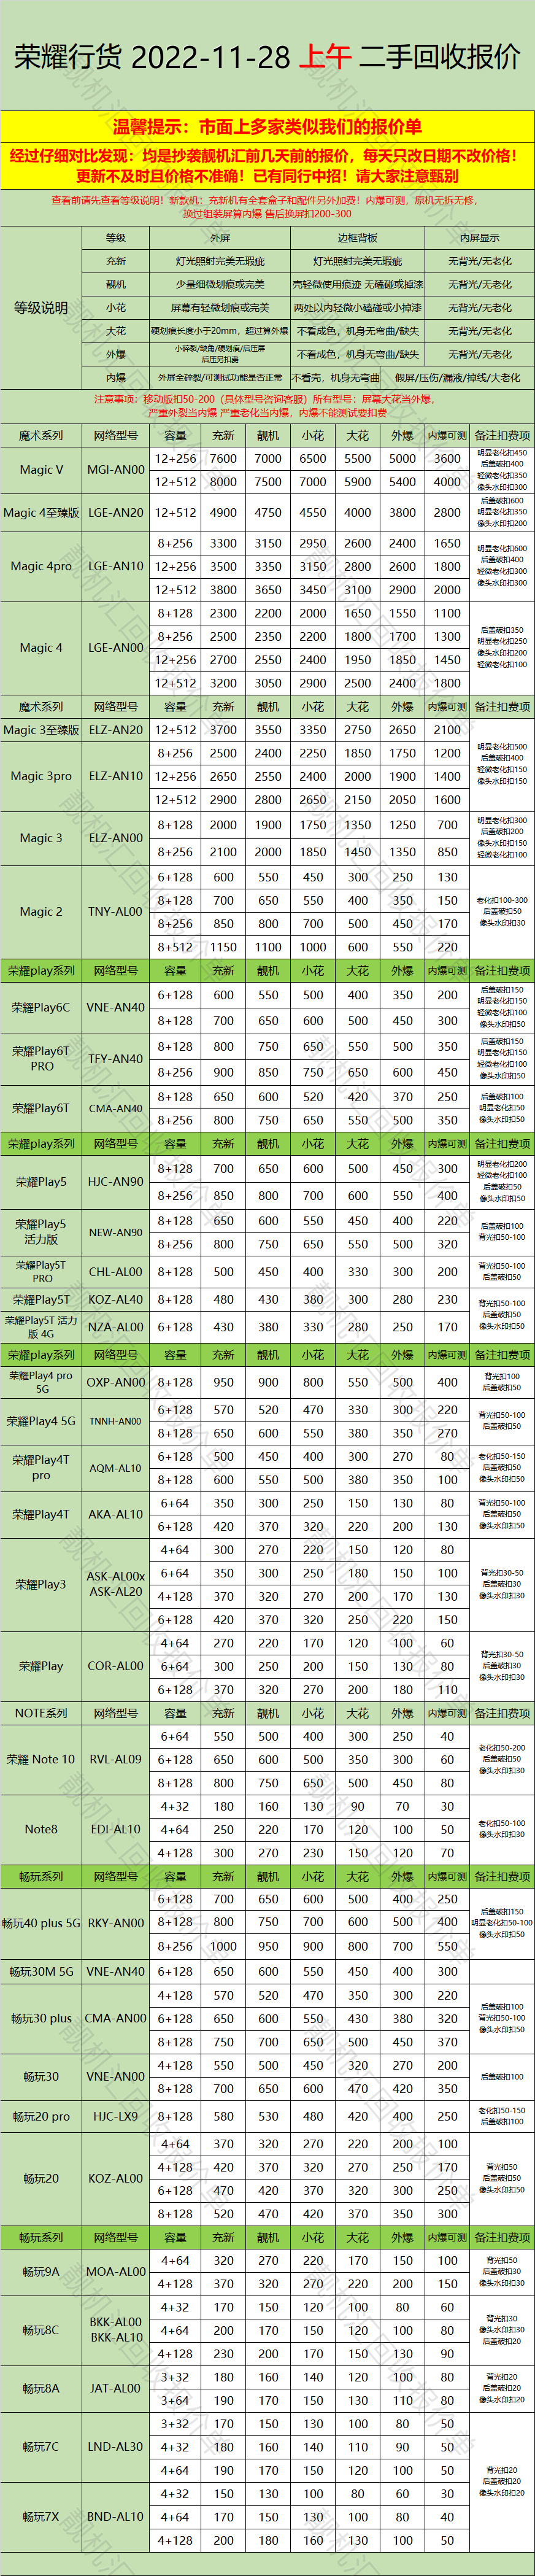 荣耀行货 2022-11-28 上午 二手回收报价
温馨提示：市面上多家类似我们的报价单
经过仔细对比发现：均是抄袭靓机汇前几天前的报价，每天只改日期不改价格！
更新不及时且价格不准确！已有同行中招！请大家注意甄别
查看前请先查看等级说明！新款机：充新机有全套盒子和配件另外加费！内爆可测，原机无拆无修，
换过组装屏算内爆 售后换屏扣200-300
等级说明 等级 外屏 边框背板 内屏显示
充新 灯光照射完美无瑕疵 灯光照射完美无瑕疵 无背光/无老化
靓机 少量细微划痕或完美 壳轻微使用痕迹 无磕碰或掉漆 无背光/无老化
小花 屏幕有轻微划痕或完美 两处以内轻微小磕碰或小掉漆 无背光/无老化
大花 硬划痕长度小于20mm，超过算外爆 不看成色，机身无弯曲/缺失 无背光/无老化
外爆 小碎裂/缺角/硬划痕/后压屏
后压另扣囊 不看成色，机身无弯曲/缺失 无背光/无老化
内爆 外屏全碎裂/可测试功能是否正常 不看壳，机身无弯曲 假屏/压伤/漏液/掉线/大老化
注意事项：移动版扣50-200（具体型号咨询客服）所有型号：屏幕大花当外爆，
严重外裂当内爆 严重老化当内爆，内爆不能测试要扣费
魔术系列 网络型号 容量 充新 靓机 小花 大花 外爆 内爆可测 备注扣费项
Magic V MGI-AN00 12+256 7600 7000 6500 5500 5000 3600
12+512 8000 7500 7000 5900 5400 4000
明显老化扣450
后盖破扣400
轻微老化扣350
像头水印扣300
Magic 4至臻版 LGE-AN20 12+512 4900 4750 4550 4000 3800 2800
后盖破扣600
明显老化扣350
像头水印扣200
Magic 4pro LGE-AN10 8+256 3300 3150 2950 2600 2400 1650
12+256 3500 3350 3150 2800 2600 1800
12+512 3800 3650 3450 3100 2900 2000
明显老化扣600
后盖破扣400
轻微老化扣300
像头水印扣300
Magic 4 LGE-AN00 8+128 2300 2200 2000 1650 1550 1100
8+256 2500 2350 2200 1800 1700 1300
12+256 2700 2550 2400 1950 1850 1450
12+512 3200 3050 2900 2500 2400 1800
后盖破扣350
明显老化扣250
像头水印扣200
轻微老化扣100
魔术系列 网络型号 容量 充新 靓机 小花 大花 外爆 内爆可测 备注扣费项
Magic 3至臻版 ELZ-AN20 12+512 3700 3550 3350 2750 2650 2100
Magic 3pro ELZ-AN10 8+256 2500 2400 2250 1850 1750 1200
12+256 2650 2550 2400 2000 1900 1400
12+512 2900 2800 2650 2150 2050 1600
明显老化扣500
后盖破扣400
轻微老化扣150
像头水印扣150
Magic 3 ELZ-AN00 8+128 2000 1900 1750 1350 1250 700
8+256 2100 2000 1850 1450 1350 850
明显老化扣300
后盖破扣200
像头水印扣150
轻微老化扣100
Magic 2 TNY-AL00 6+128 600 550 450 300 250 130
8+128 700 650 550 400 350 150
8+256 850 800 700 500 450 170
8+512 1150 1100 1000 600 550 220
老化扣100-300
后盖破扣50
像头水印扣30
荣耀play系列 网络型号 容量 充新 靓机 小花 大花 外爆 内爆可测 备注扣费项
荣耀Play6C VNE-AN40 6+128 600 550 500 400 350 200
8+128 700 650 600 500 450 300
后盖破扣150
明显老化扣150
轻微老化扣100
像头水印扣50
荣耀Play6T
PRO TFY-AN40 8+128 800 750 650 550 500 350
8+256 900 850 750 650 600 450
后盖破扣150
明显老化扣150
轻微老化扣100
像头水印扣50
荣耀Play6T CMA-AN40 8+128 650 600 520 420 370 250
8+256 800 750 650 550 500 350
后盖破扣100
明显老化扣50
像头水印扣50
荣耀play系列 网络型号 容量 充新 靓机 小花 大花 外爆 内爆可测 备注扣费项
荣耀Play5 HJC-AN90 8+128 700 650 600 500 450 300
8+256 850 800 700 600 550 400
明显老化扣200
轻微老化扣100
后盖破扣50
像头水印扣50
荣耀Play5
活力版 NEW-AN90 8+128 650 600 550 450 400 220
8+256 800 750 650 550 500 320
后盖破扣100
背光扣50-100
荣耀Play5T
PRO CHL-AL00 8+128 500 450 400 330 300 200
背光扣50-100
后盖破扣50
荣耀Play5T KOZ-AL40 8+128 480 430 380 300 280 230
荣耀Play5T 活力
版 4G NZA-AL00 6+128 430 380 330 280 250 170
背光扣50-100
后盖破扣50
像头水印扣50
荣耀play系列 网络型号 容量 充新 靓机 小花 大花 外爆 内爆可测 备注扣费项
荣耀Play4 pro
5G OXP-AN00 8+128 950 900 800 550 500 400
背光扣100
后盖破扣50
荣耀Play4 5G TNNH-AN00 6+128 570 520 470 330 300 220
8+128 650 600 550 380 350 270
背光扣50-100
后盖破扣50
荣耀Play4T
pro AQM-AL10 6+128 500 450 400 300 270 80
8+128 600 550 500 380 350 100
老化扣50-150
后盖破扣50
像头水印扣50
荣耀Play4T AKA-AL10 6+64 350 300 250 150 130 80
6+128 420 370 320 220 200 130
背光扣50-100
后盖破扣50
像头水印扣50
荣耀Play3 ASK-AL00x
ASK-AL20 4+64 300 270 220 150 120 80
6+64 350 300 250 180 150 100
4+128 370 320 270 200 170 130
6+128 420 370 320 250 220 150
背光扣30-50
后盖破扣30
像头水印扣30
荣耀Play COR-AL00 4+64 270 220 170 120 100 60
6+64 300 250 200 150 130 80
6+128 370 320 270 200 180 110
背光扣30-50
后盖破扣30
像头水印扣30
NOTE系列 网络型号 容量 充新 靓机 小花 大花 外爆 内爆可测 备注扣费项
荣耀 Note 10 RVL-AL09 6+64 550 500 400 300 250 40
6+128 650 600 500 350 300 60
8+128 800 750 650 500 450 80
老化扣50-200
后盖破扣50
像头水印扣30
Note8 EDI-AL10 4+32 180 160 130 90 70 30
4+64 250 220 170 120 100 50
4+128 300 270 230 150 120 70
老化扣50-100
像头水印扣30
畅玩系列 网络型号 容量 充新 靓机 小花 大花 外爆 内爆可测 备注扣费项
畅玩40 plus 5G RKY-AN00 6+128 700 650 600 500 400 250
8+128 800 750 700 600 500 400
8+256 1000 950 900 800 700 550
后盖破扣150
明显老化扣50-100
像头水印扣50
畅玩30M 5G VNE-AN40 6+128 650 600 550 450 400 300
畅玩30 plus CMA-AN00 4+128 570 520 470 350 300 220
6+128 650 600 550 430 380 320
8+128 750 700 650 500 450 370
后盖破扣100
背光扣50-100
像头水印扣50
畅玩30 VNE-AN00 4+128 550 500 450 320 270 200
8+128 700 650 600 470 420 350
后盖破扣100
畅玩20 pro HJC-LX9 8+128 580 530 480 420 400 250
老化扣50-150
后盖破扣100
畅玩20 KOZ-AL00 4+64 370 320 270 220 200 100
4+128 420 370 320 270 250 170
6+128 470 420 370 320 300 250
8+128 520 470 420 370 350 300
背光扣50
后盖破扣50
像头水印扣50
畅玩系列 网络型号 容量 充新 靓机 小花 大花 外爆 内爆可测 备注扣费项
畅玩9A MOA-AL00 4+64 320 270 220 170 150 100
4+128 370 320 270 220 200 150
背光扣50
后盖破扣30
像头水印扣30
畅玩8C BKK-AL00
BKK-AL10 4+32 170 150 120 100 80 60
4+64 200 170 150 120 100 80
4+128 230 200 170 150 130 90
背光扣30
像头水印扣30
后盖破扣20
畅玩8A JAT-AL00 3+32 180 160 140 120 100 80
3+64 190 170 150 130 110 80
背光扣20
后盖破扣20
像头水印扣20
畅玩7C LND-AL30 3+32 170 150 130 100 80 50
4+32 180 160 140 110 90 50
4+64 190 170 150 120 100 50
畅玩7X BND-AL10 4+32 150 130 100 80 60 30
4+64 170 150 130 100 80 40
4+128 200 180 160 130 100 50
背光扣20
后盖破扣20
像头水印扣20
靓机汇回收报价单